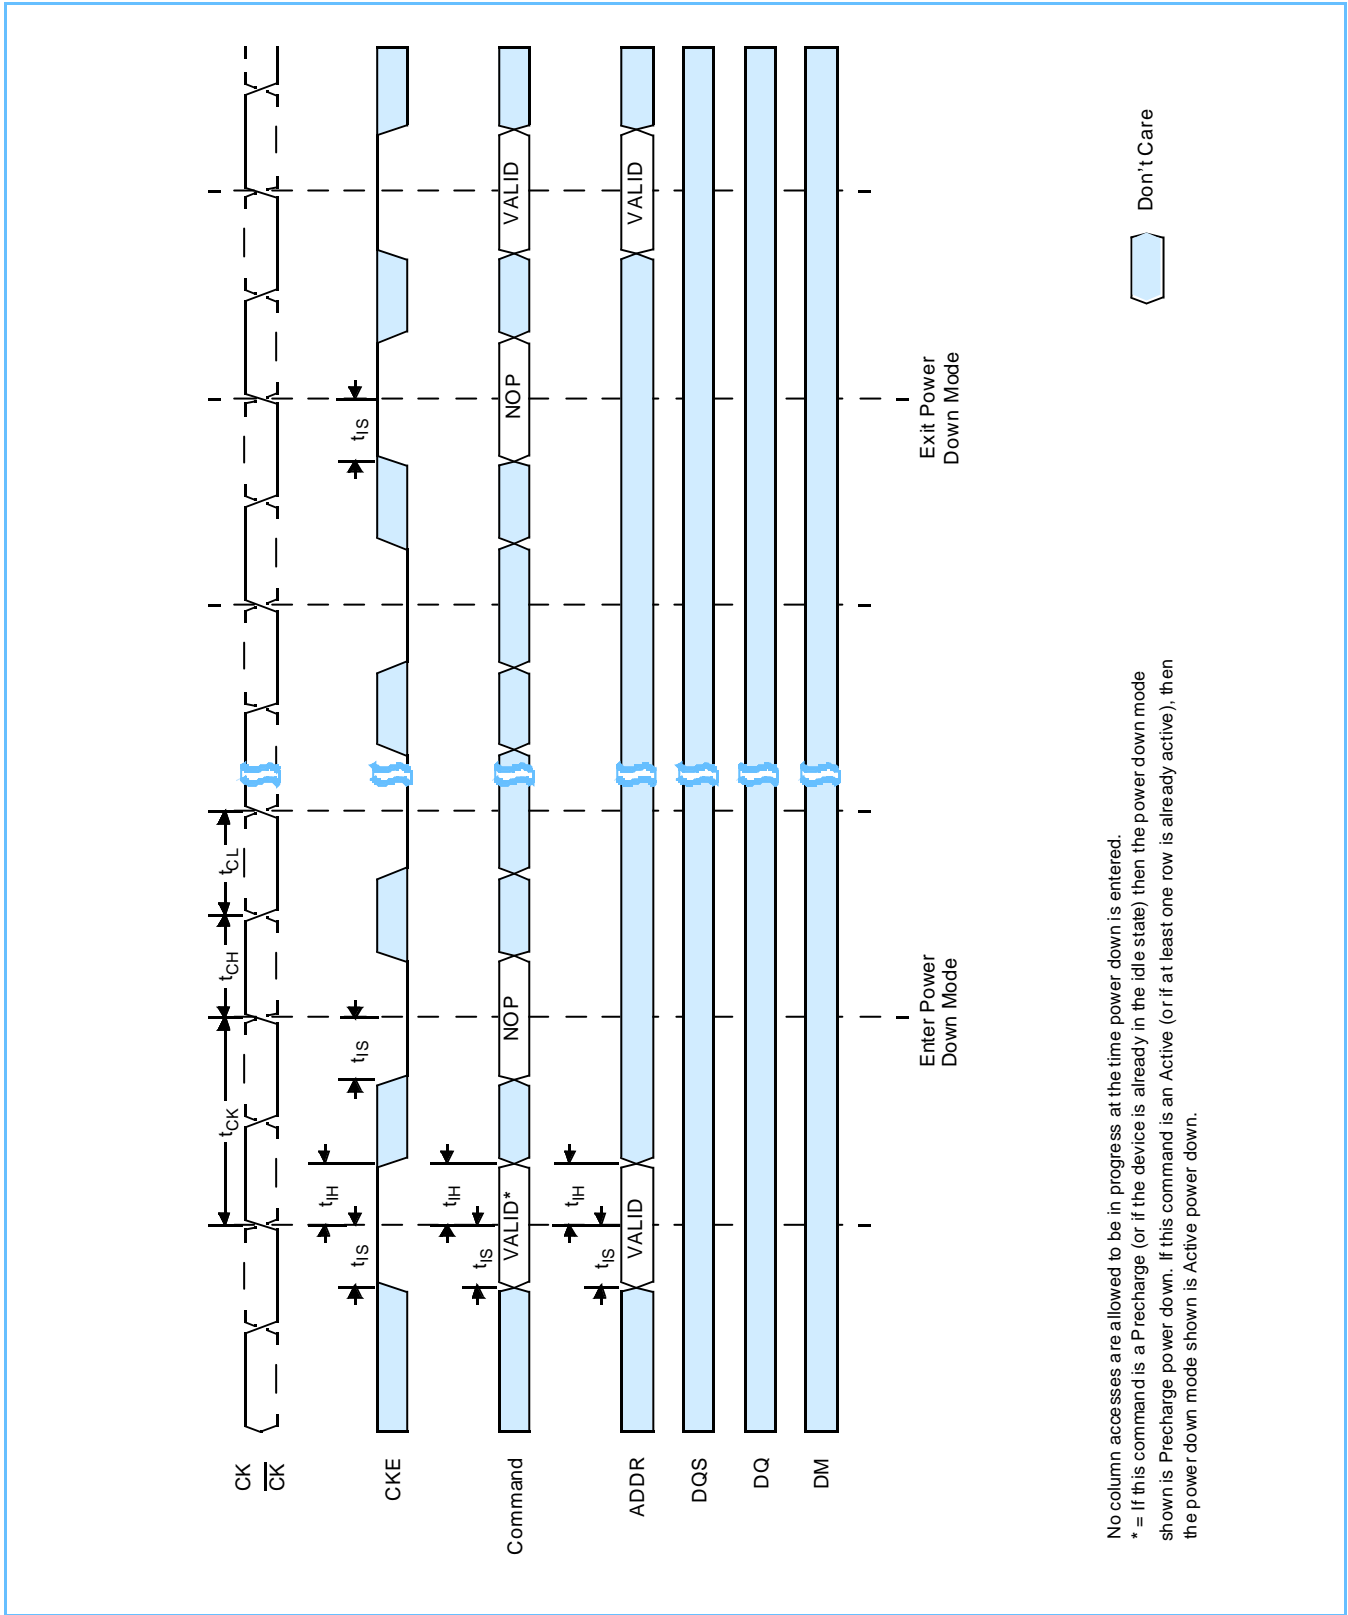 tCK
tCH
tCL
CK
CK
tIH
tIS
tIS
tIS
CKE
tIH
tIS
Command
VALID*
NOP
NOP
VALID
tIH
tIS
ADDR
VALID
VALID
DQS
DQ
DM
Enter Power
Down Mode
Exit Power
Down Mode
No column accesses are allowed to be in progress at the time power down is entered.
* = If this command is a Precharge (or if the device is already in the idle state) then the power down mode
shown is Precharge power down. If this command is an Active (or if at least one row is already active), then
the power down mode shown is Active power down.
Don't Care